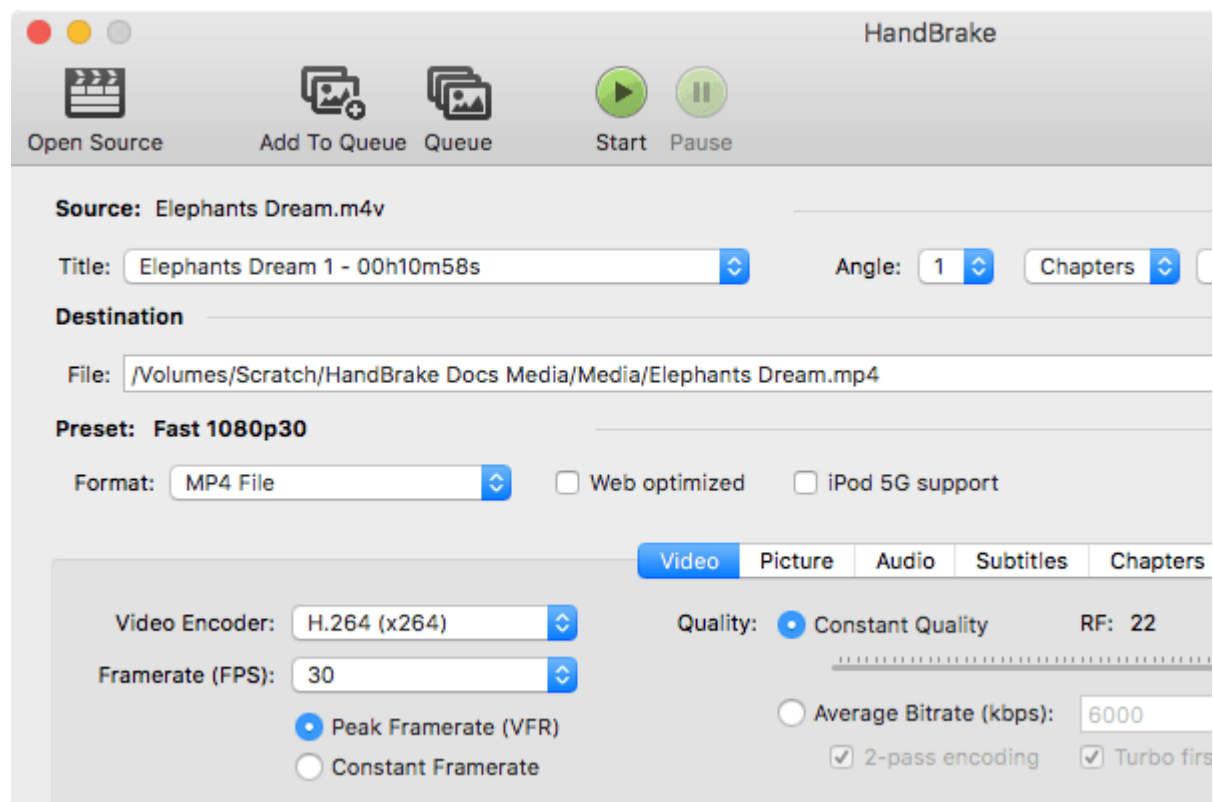 HandBrake
Open Source Add To Queue Queue Start Pause
Source: Elephants Dream.m4v
Title: Elephants Dream 1 - 00h10m58s Angle: 1 Chapters
Destination
File: /Volumes/Scratch/HandBrake Docs Media/Media/Elephants Dream.mp4
Preset: Fast 1080p30
Format: MP4 File Web optimized iPod 5G support
Video Picture Audio Subtitles Chapters
Video Encoder: H.264 (x264) Quality: Constant Quality RF: 22
Framerate (FPS): 30
Peak Framerate (VFR) Average Bitrate (kbps): 6000
Constant Framerate 2-pass encoding Turbo firs